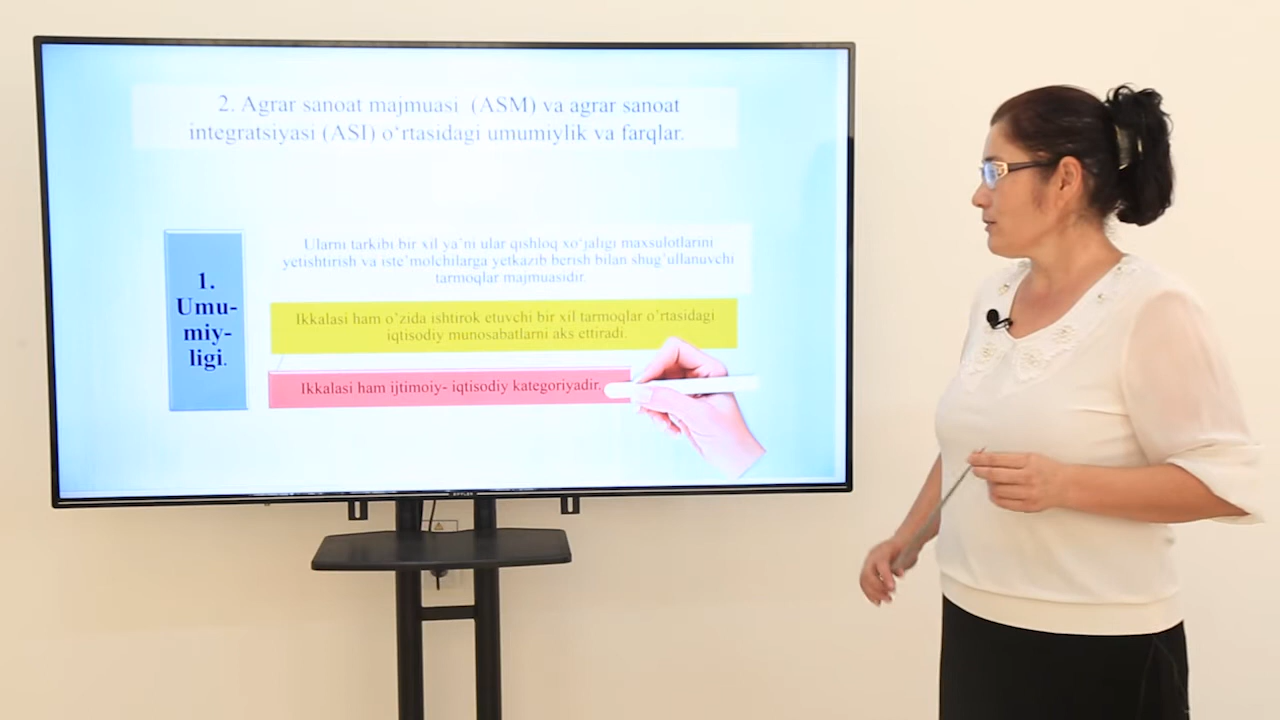 2. Agrar sanoat majmuasi (ASM) va agrar sanoat
integratsiyasi (ASI) o‘rtasidagi umumiylik va farqlar.
1.
Umu-
miy-
ligi.
Ularni tarkibi bir xil ya’ni ular qishloq xo‘jaligi maxsulotlarini
yetishtirish va iste’molchilarga yetkazib berish bilan shug’ullanuvchi
tarmoqlar majmuasidir.
Ikkalasi ham o’zida ishtirok etuvchi bir xil tarmoqlar o’rtasidagi
iqtisodiy munosabatlarni aks ettiradi.
Ikkalasi ham ijtimoiy- iqtisodiy kategoriyadir.